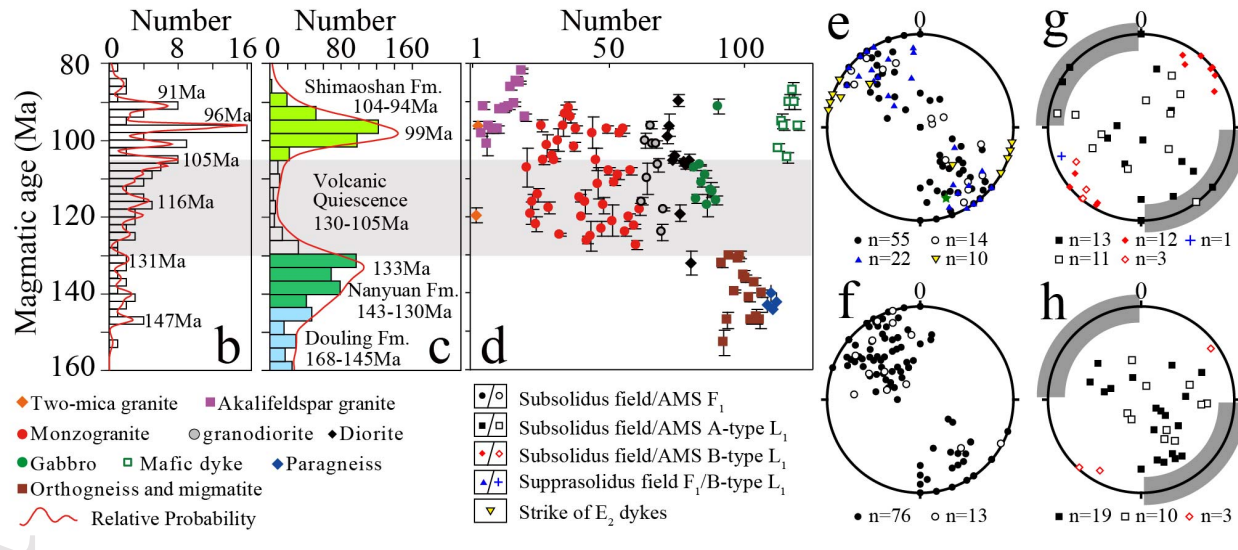 Number
Number
Number
0 8 16
0 80 160
1 50 100
Magmatic age (Ma)
80
100
120
140
160
91Ma
96Ma
105Ma
116Ma
131Ma
147Ma
b
Shimaoshan Fm.
104-94Ma
99Ma
Volcanic
Quiescence
130-105Ma
133Ma
Nanyuan Fm.
143-130Ma
Douling Fm.
168-145Ma
c
d
e
0
n=55 n=14
n=22 n=10
g
0
n=13 n=12 n=1
n=11 n=3
f
0
n=76 n=13
h
0
n=19 n=10 n=3
Two-mica granite Akalifeldspar granite
Monzogranite granodiorite Diorite
Gabbro Mafic dyke Paragneiss
Orthogneiss and migmatite
Relative Probability
Subsolidus field/AMS F1
Subsolidus field/AMS A-type L1
Subsolidus field/AMS B-type L1
Suprasolidus field F1/B-type L1
Strike of E2 dykes